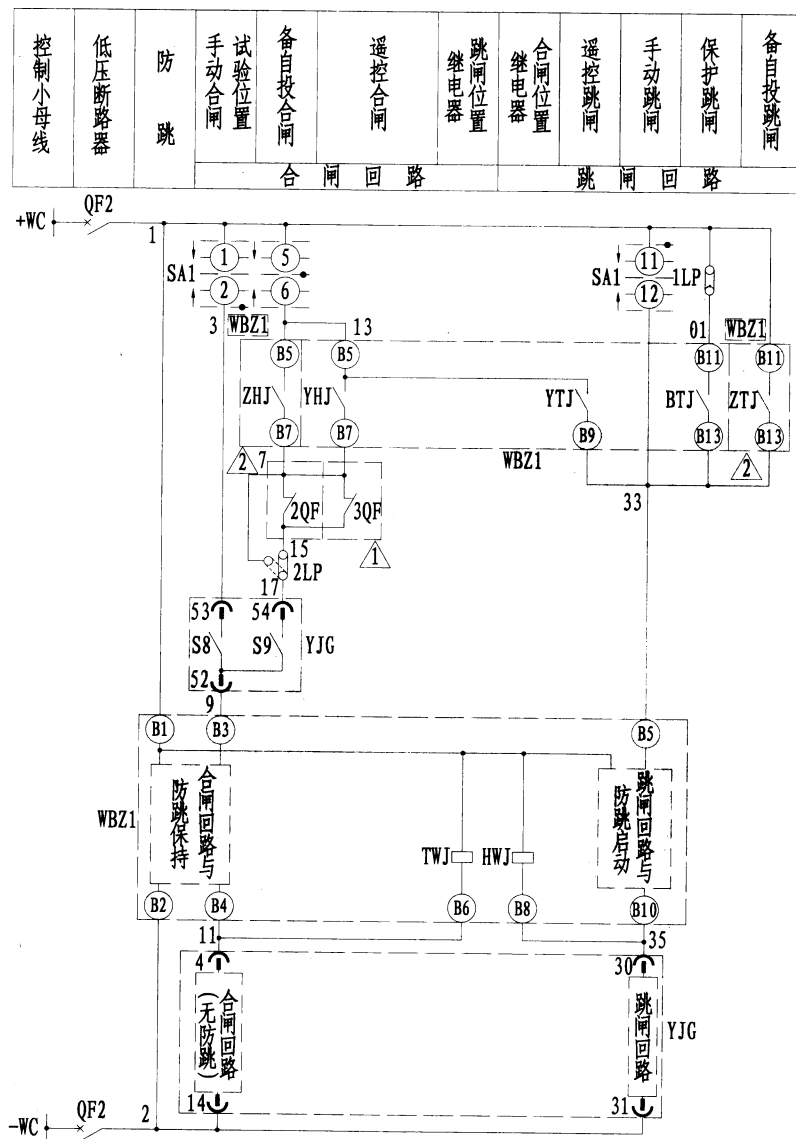 控制小母线
低压断路器
防跳
手动合闸
试验位置
备自投合闸
遥控合闸
继电器
跳闸位置
继电器
合闸位置
遥控跳闸
手动跳闸
保护跳闸
备自投跳闸
合闸回路
跳闸回路
+WC
QF2
1
SA1
1
2
5
6
SA1
11
12
1LP
3
WBZ1
13
01
WBZ1
B5
B5
B11
B11
ZHJ
YHJ
YTJ
BTJ
ZTJ
B7
B7
B9
B13
B13
2
7
WBZ1
2
33
2QF
3QF
15
1
17
2LP
53
54
S8
S9
YJG
52
9
B1
B3
B5
WBZ1
防跳保持
合闸回路与
TWJ
HWJ
防跳启动
跳闸回路与
B2
B4
B6
B8
B10
11
35
4
30
(无防跳)
合闸回路
跳闸回路
YJG
14
31
-WC
QF2
2